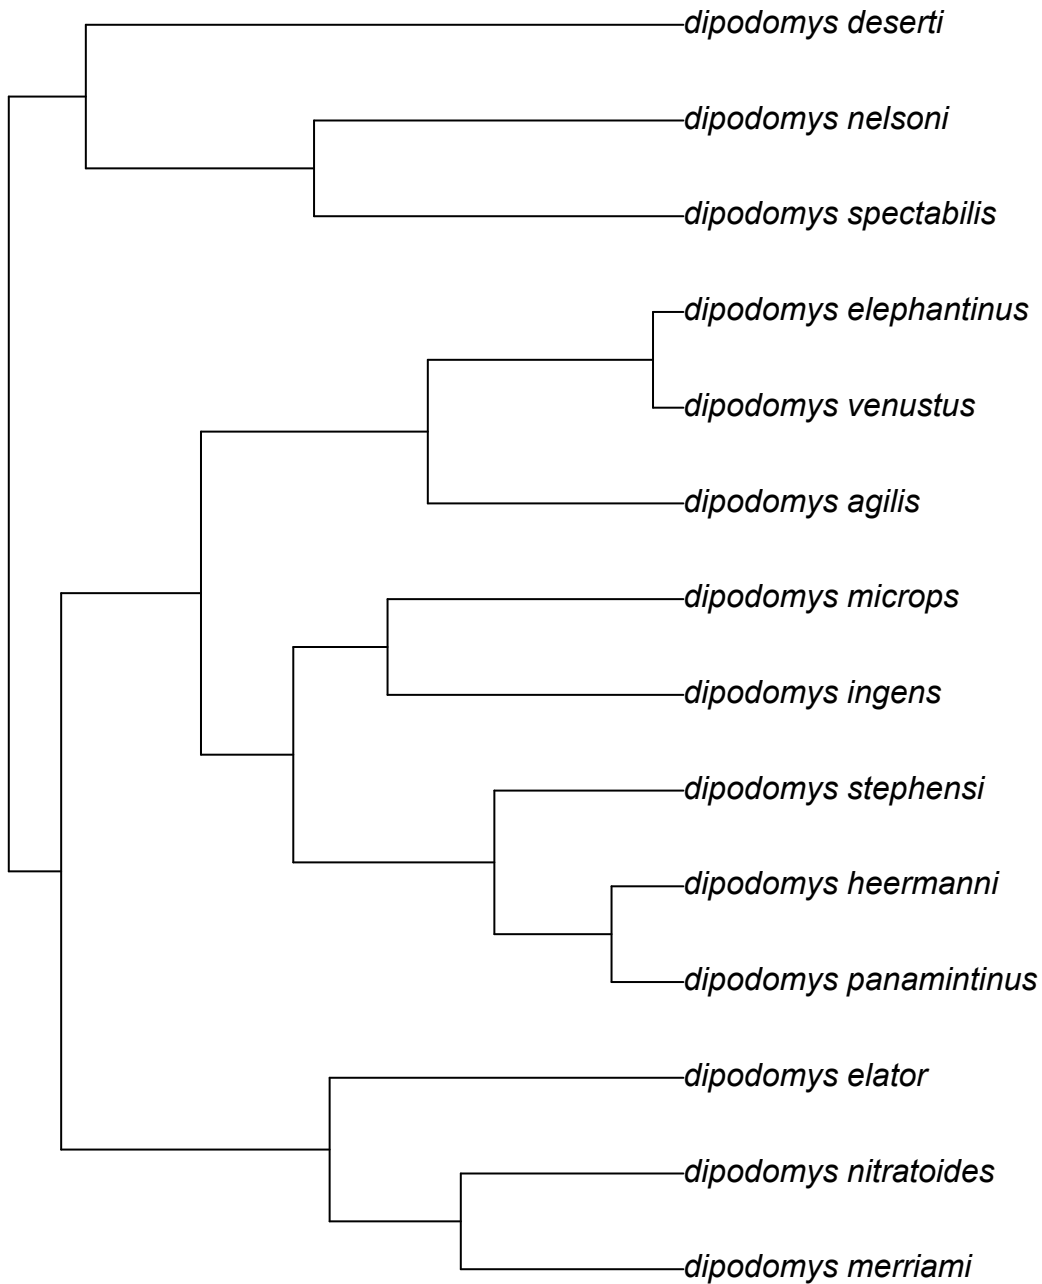 dipodomys deserti
dipodomys nelsoni
dipodomys spectabilis
dipodomys elephantinus
dipodomys venustus
dipodomys agilis
dipodomys microps
dipodomys ingens
dipodomys stephensi
dipodomys heermanni
dipodomys panamintinus
dipodomys elator
dipodomys nitratoides
dipodomys merriami